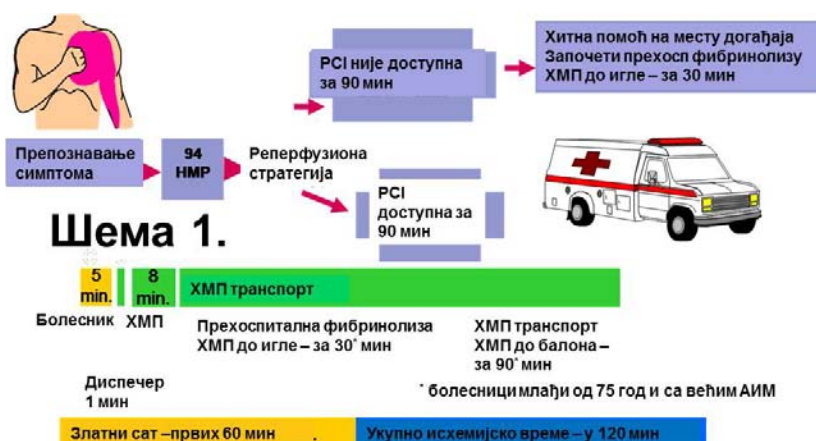 PCI није доступна
за 90 мин
Хитна помоћ на месту догађаја
Започети прехосп фибринолизу
ХМП до игле – за 30 мин
Препознавање
симптома
94
HMP
Реперфузиона
стратегија
PCI
доступна за
90 мин
Шема 1.
5
min.
8
min.
ХМП транспорт
Болесник
ХМП
Прехоспитална фибринолиза
ХМП до игле – за 30* мин
ХМП транспорт
ХМП до балона –
за 90* мин
Диспечер
1 мин
* болесници млађи од 75 год и са већим АИМ
Златни сат –првих 60 мин
Укупно исхемијско време – у 120 мин